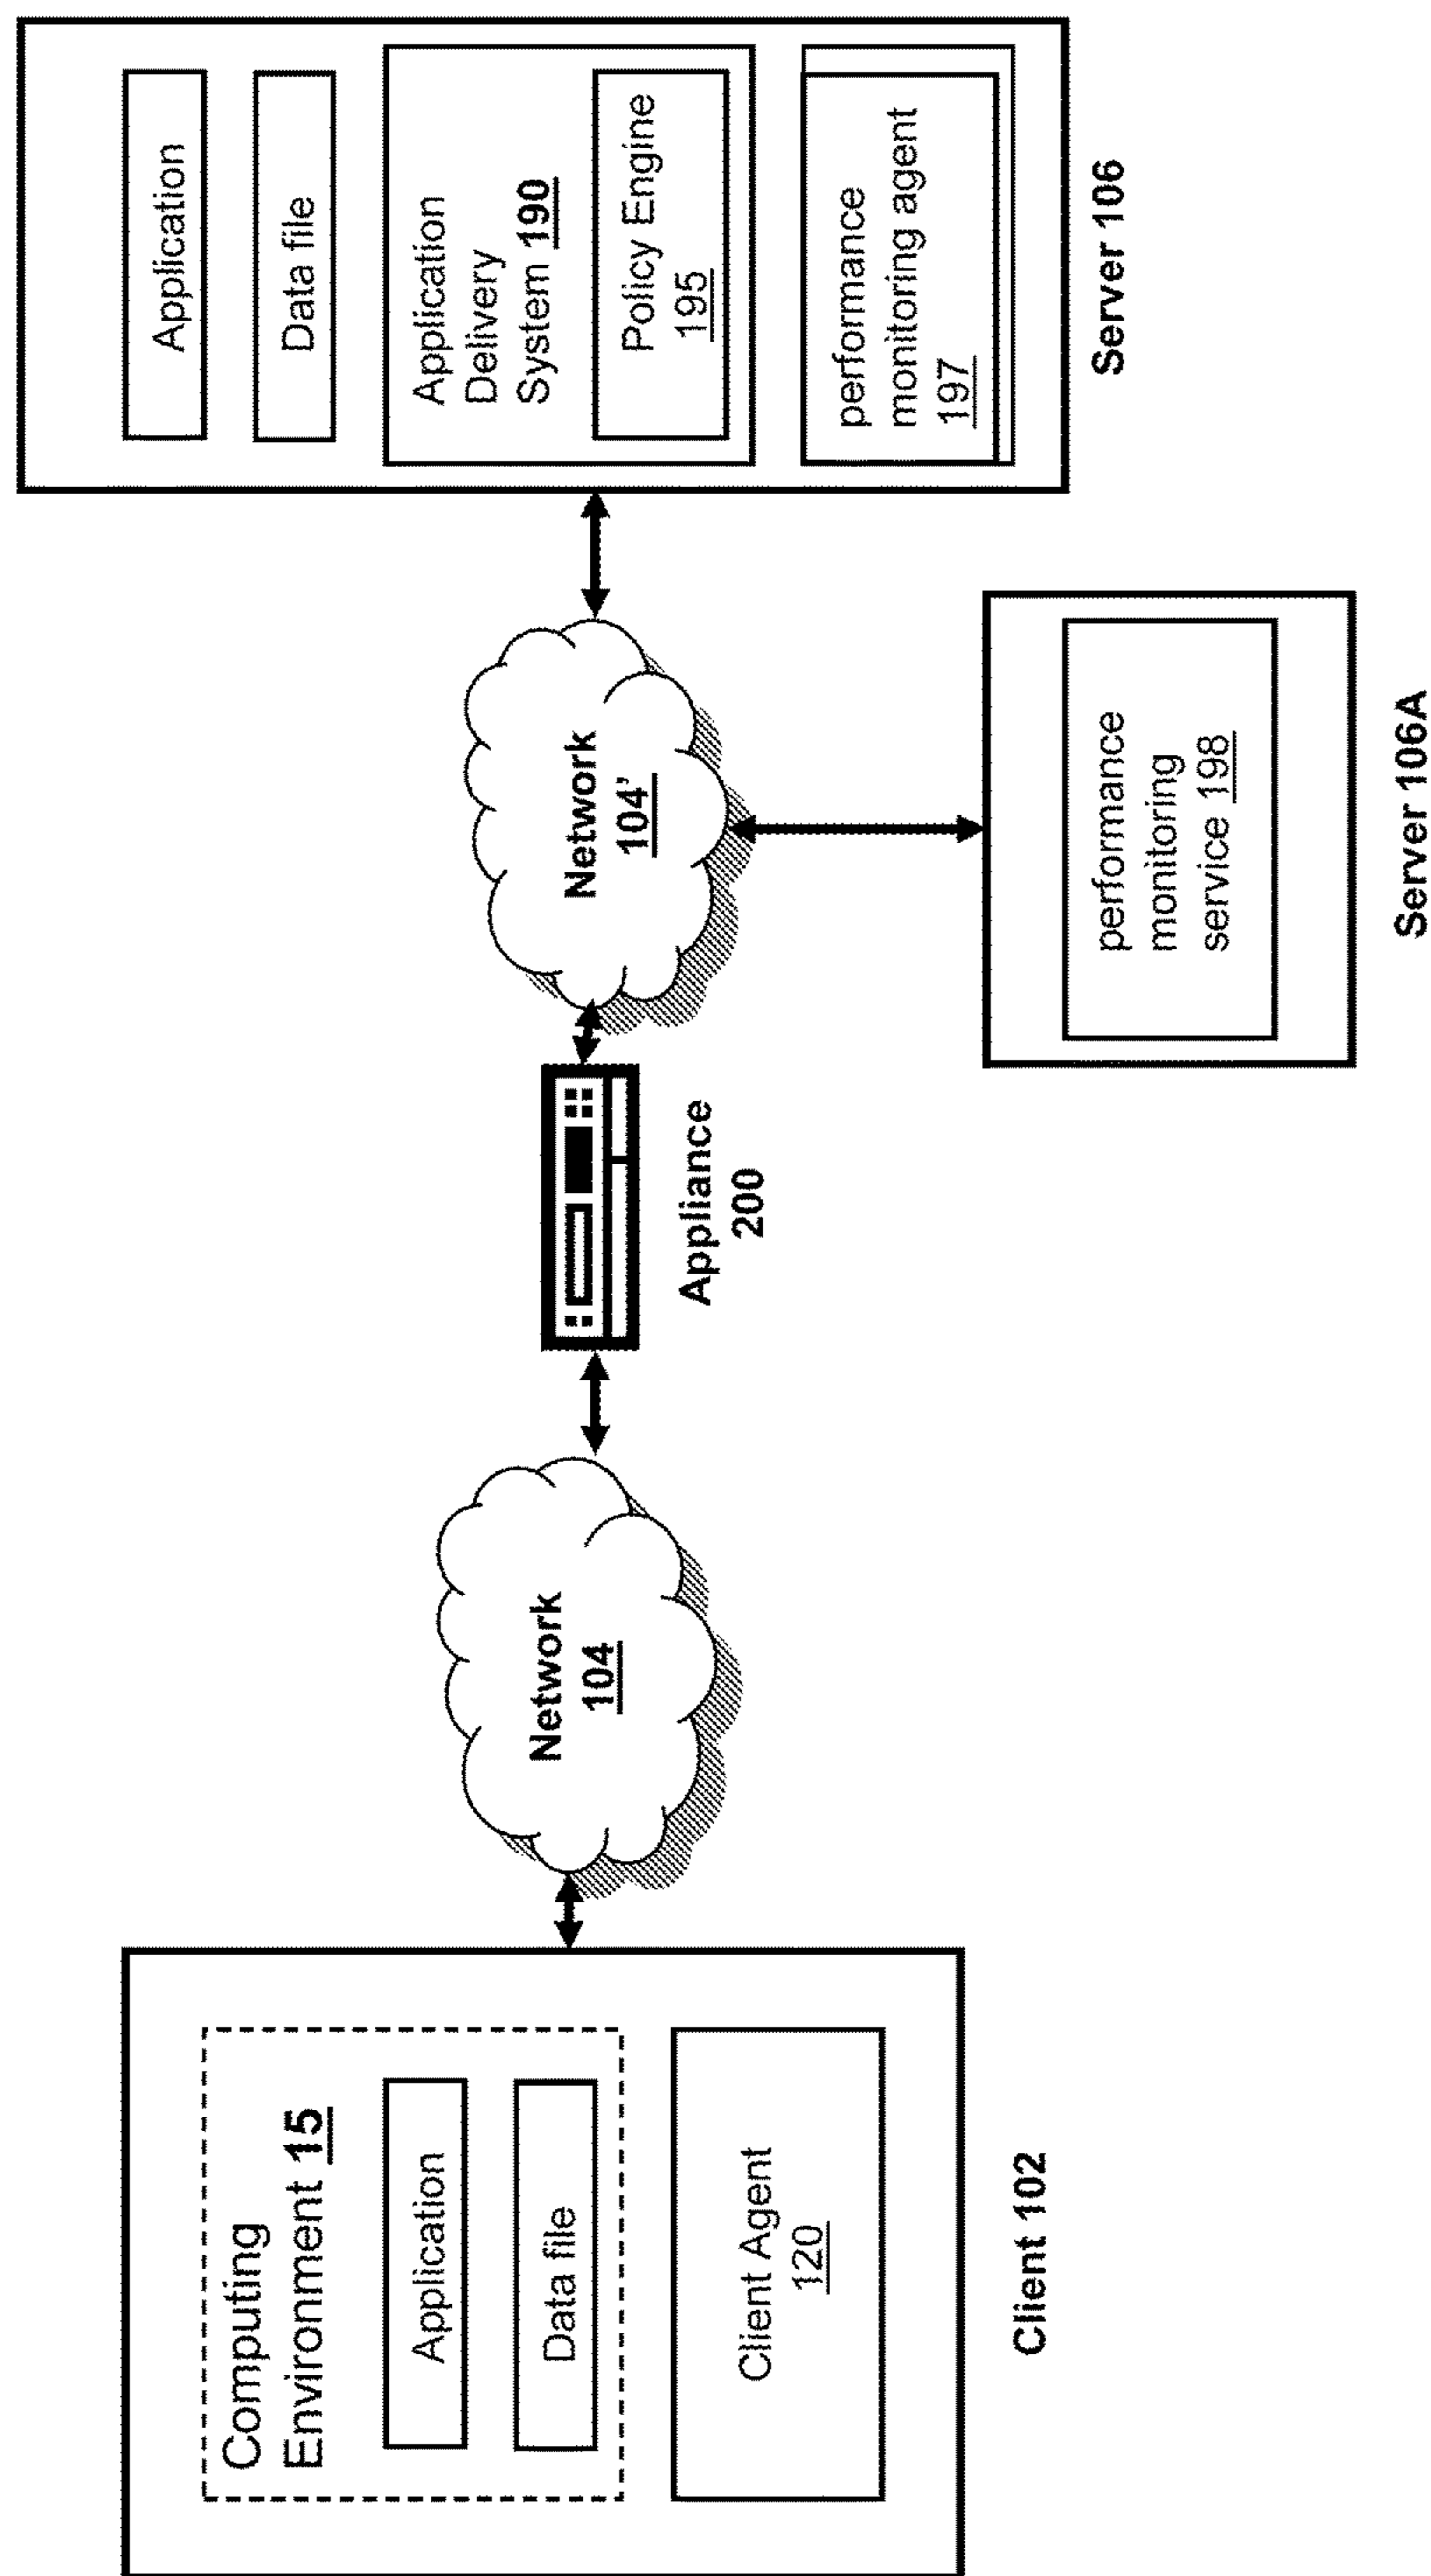 Computing
Environment 15
Application
Data file
Client Agent
120
Client 102
Network
104
Appliance
200
Network
104’
performance
monitoring
service 198
Server 106A
Application
Data file
Application
Delivery
System 190
Policy Engine
195
performance
monitoring agent
197
Server 106